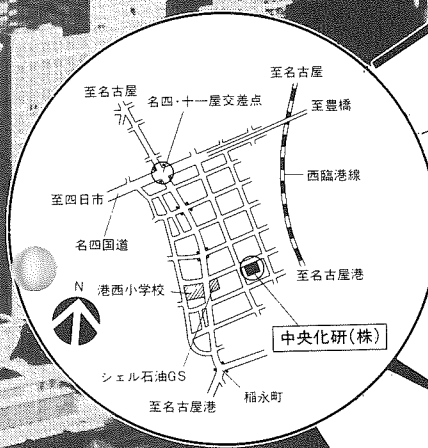 至名古屋
名四・十一屋交差点
至名古屋
至豊橋
西臨港線
至四日市
名四国道
至名古屋港
港西小学校
N
中央化研(株)
シェル石油GS
稲永町
至名古屋港